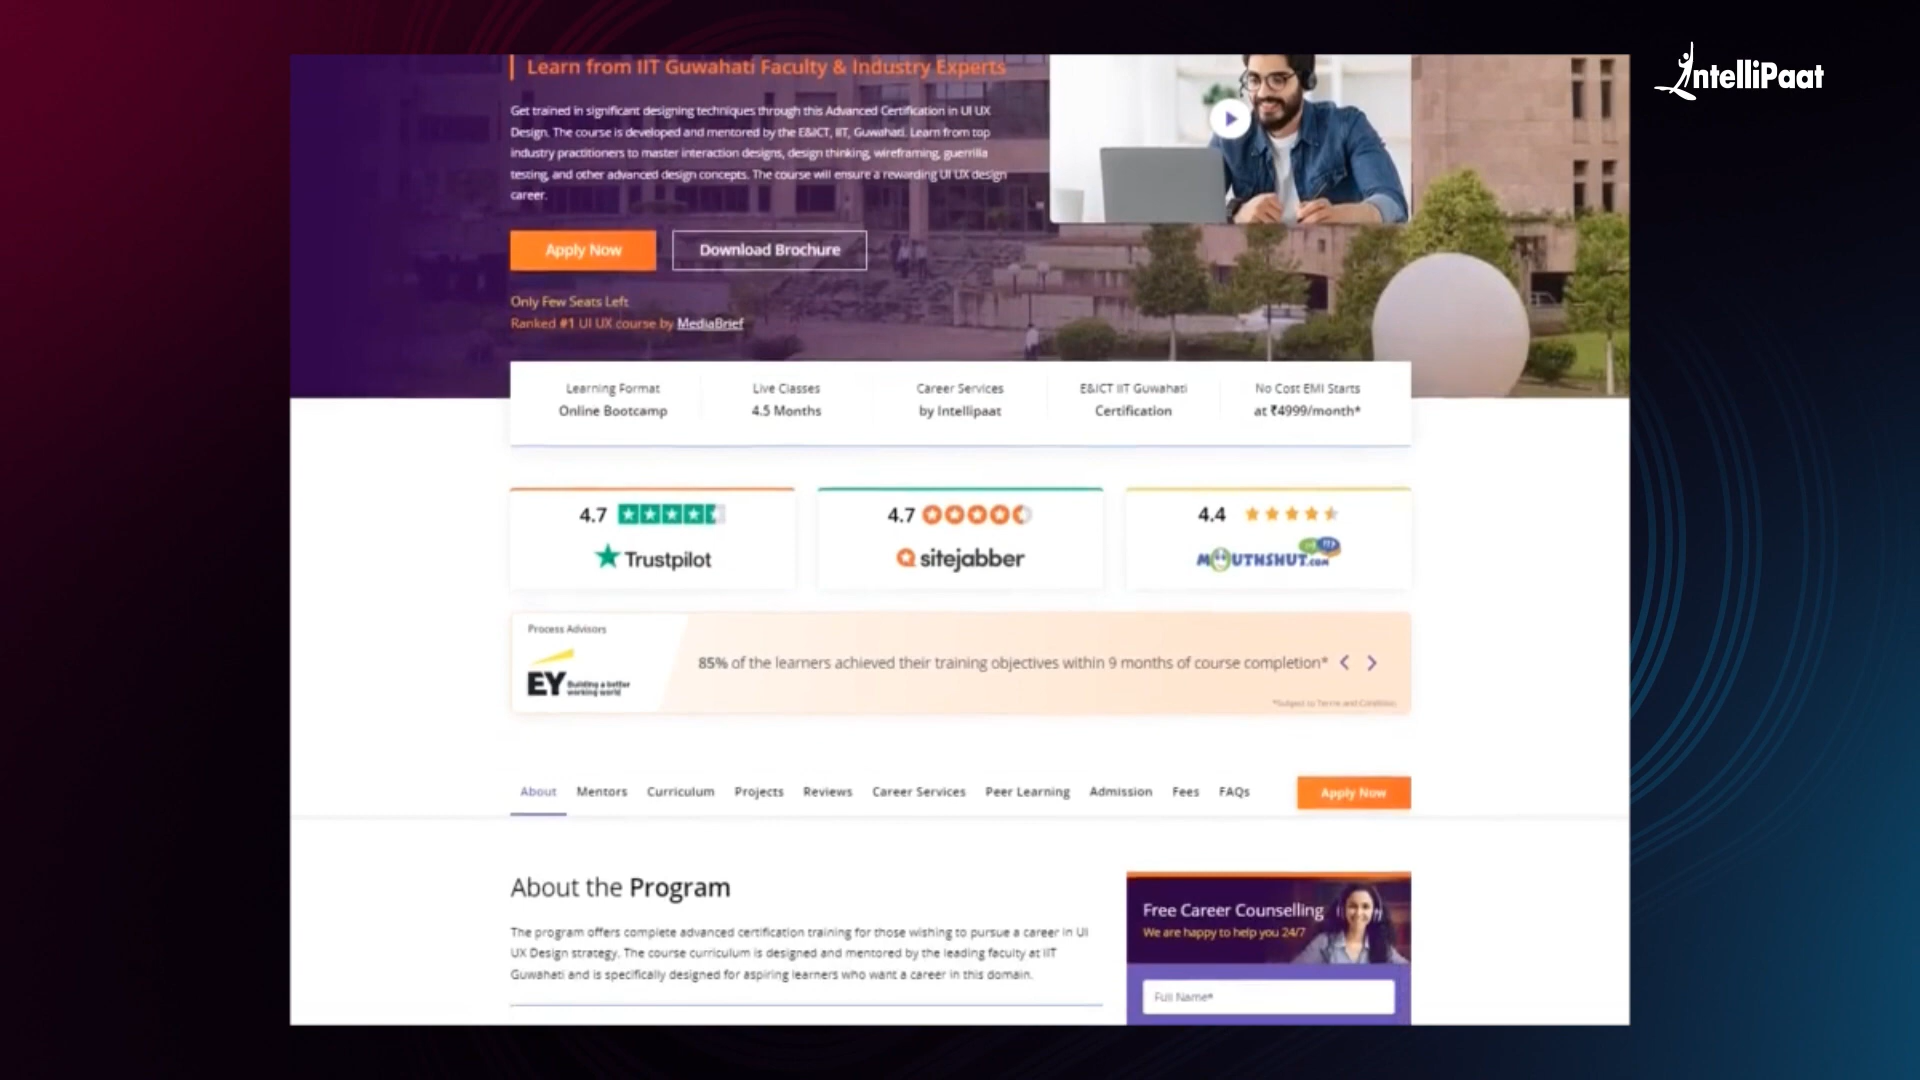 IntelliPaat
Learn from IIT Guwahati Faculty & Industry Experts
Get trained in significant designing techniques through this Advanced Certification in UI UX
Design. The course is developed and mentored by the E&ICT, IIT, Guwahati. Learn from top
industry practitioners to master interaction designs, design thinking, wireframing, guerrilla
testing, and other advanced design concepts. The course will ensure a rewarding UI UX design
career.
Apply Now
Download Brochure
Only Few Seats Left
Ranked #1 UI UX course by MediaBrief
Learning Format
Online Bootcamp
Live Classes
4.5 Months
Career Services
by Intellipaat
E&ICT IIT Guwahati
Certification
No Cost EMI Starts
at ₹4999/month*
4.7
Trustpilot
4.7
sitejabber
4.4
MOUTHSHUT.COM
Process Advisors
EY Building a better
working world
85% of the learners achieved their training objectives within 9 months of course completion*
*Subject to Terms and Condition
About Mentors Curriculum Projects Reviews Career Services Peer Learning Admission Fees FAQs Apply Now
About the Program
The program offers complete advanced certification training for those wishing to pursue a career in UI
UX Design strategy. The course curriculum is designed and mentored by the leading faculty at IIT
Guwahati and is specifically designed for aspiring learners who want a career in this domain.
Free Career Counselling
We are happy to help you 24/7
Full Name*